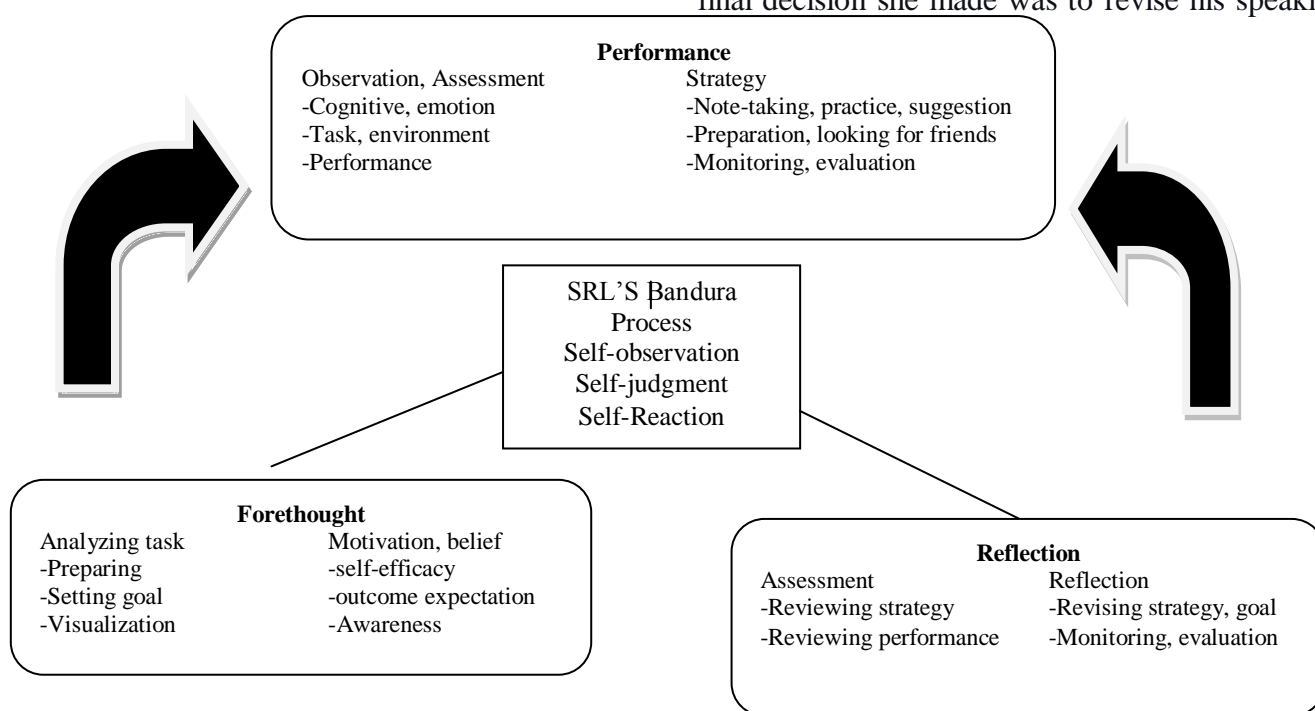 final decision she made was to revise his speaki
Performance
Observation, Assessment
-Cognitive, emotion
-Task, environment
-Performance
Strategy
-Note-taking, practice, suggestion
-Preparation, looking for friends
-Monitoring, evaluation
SRL'S Bandura
Process
Self-observation
Self-judgment
Self-Reaction
Forethought
Analyzing task
-Preparing
-Setting goal
-Visualization
Motivation, belief
-self-efficacy
-outcome expectation
-Awareness
Reflection
Assessment
-Reviewing strategy
-Reviewing performance
Reflection
-Revising strategy, goal
-Monitoring, evaluation